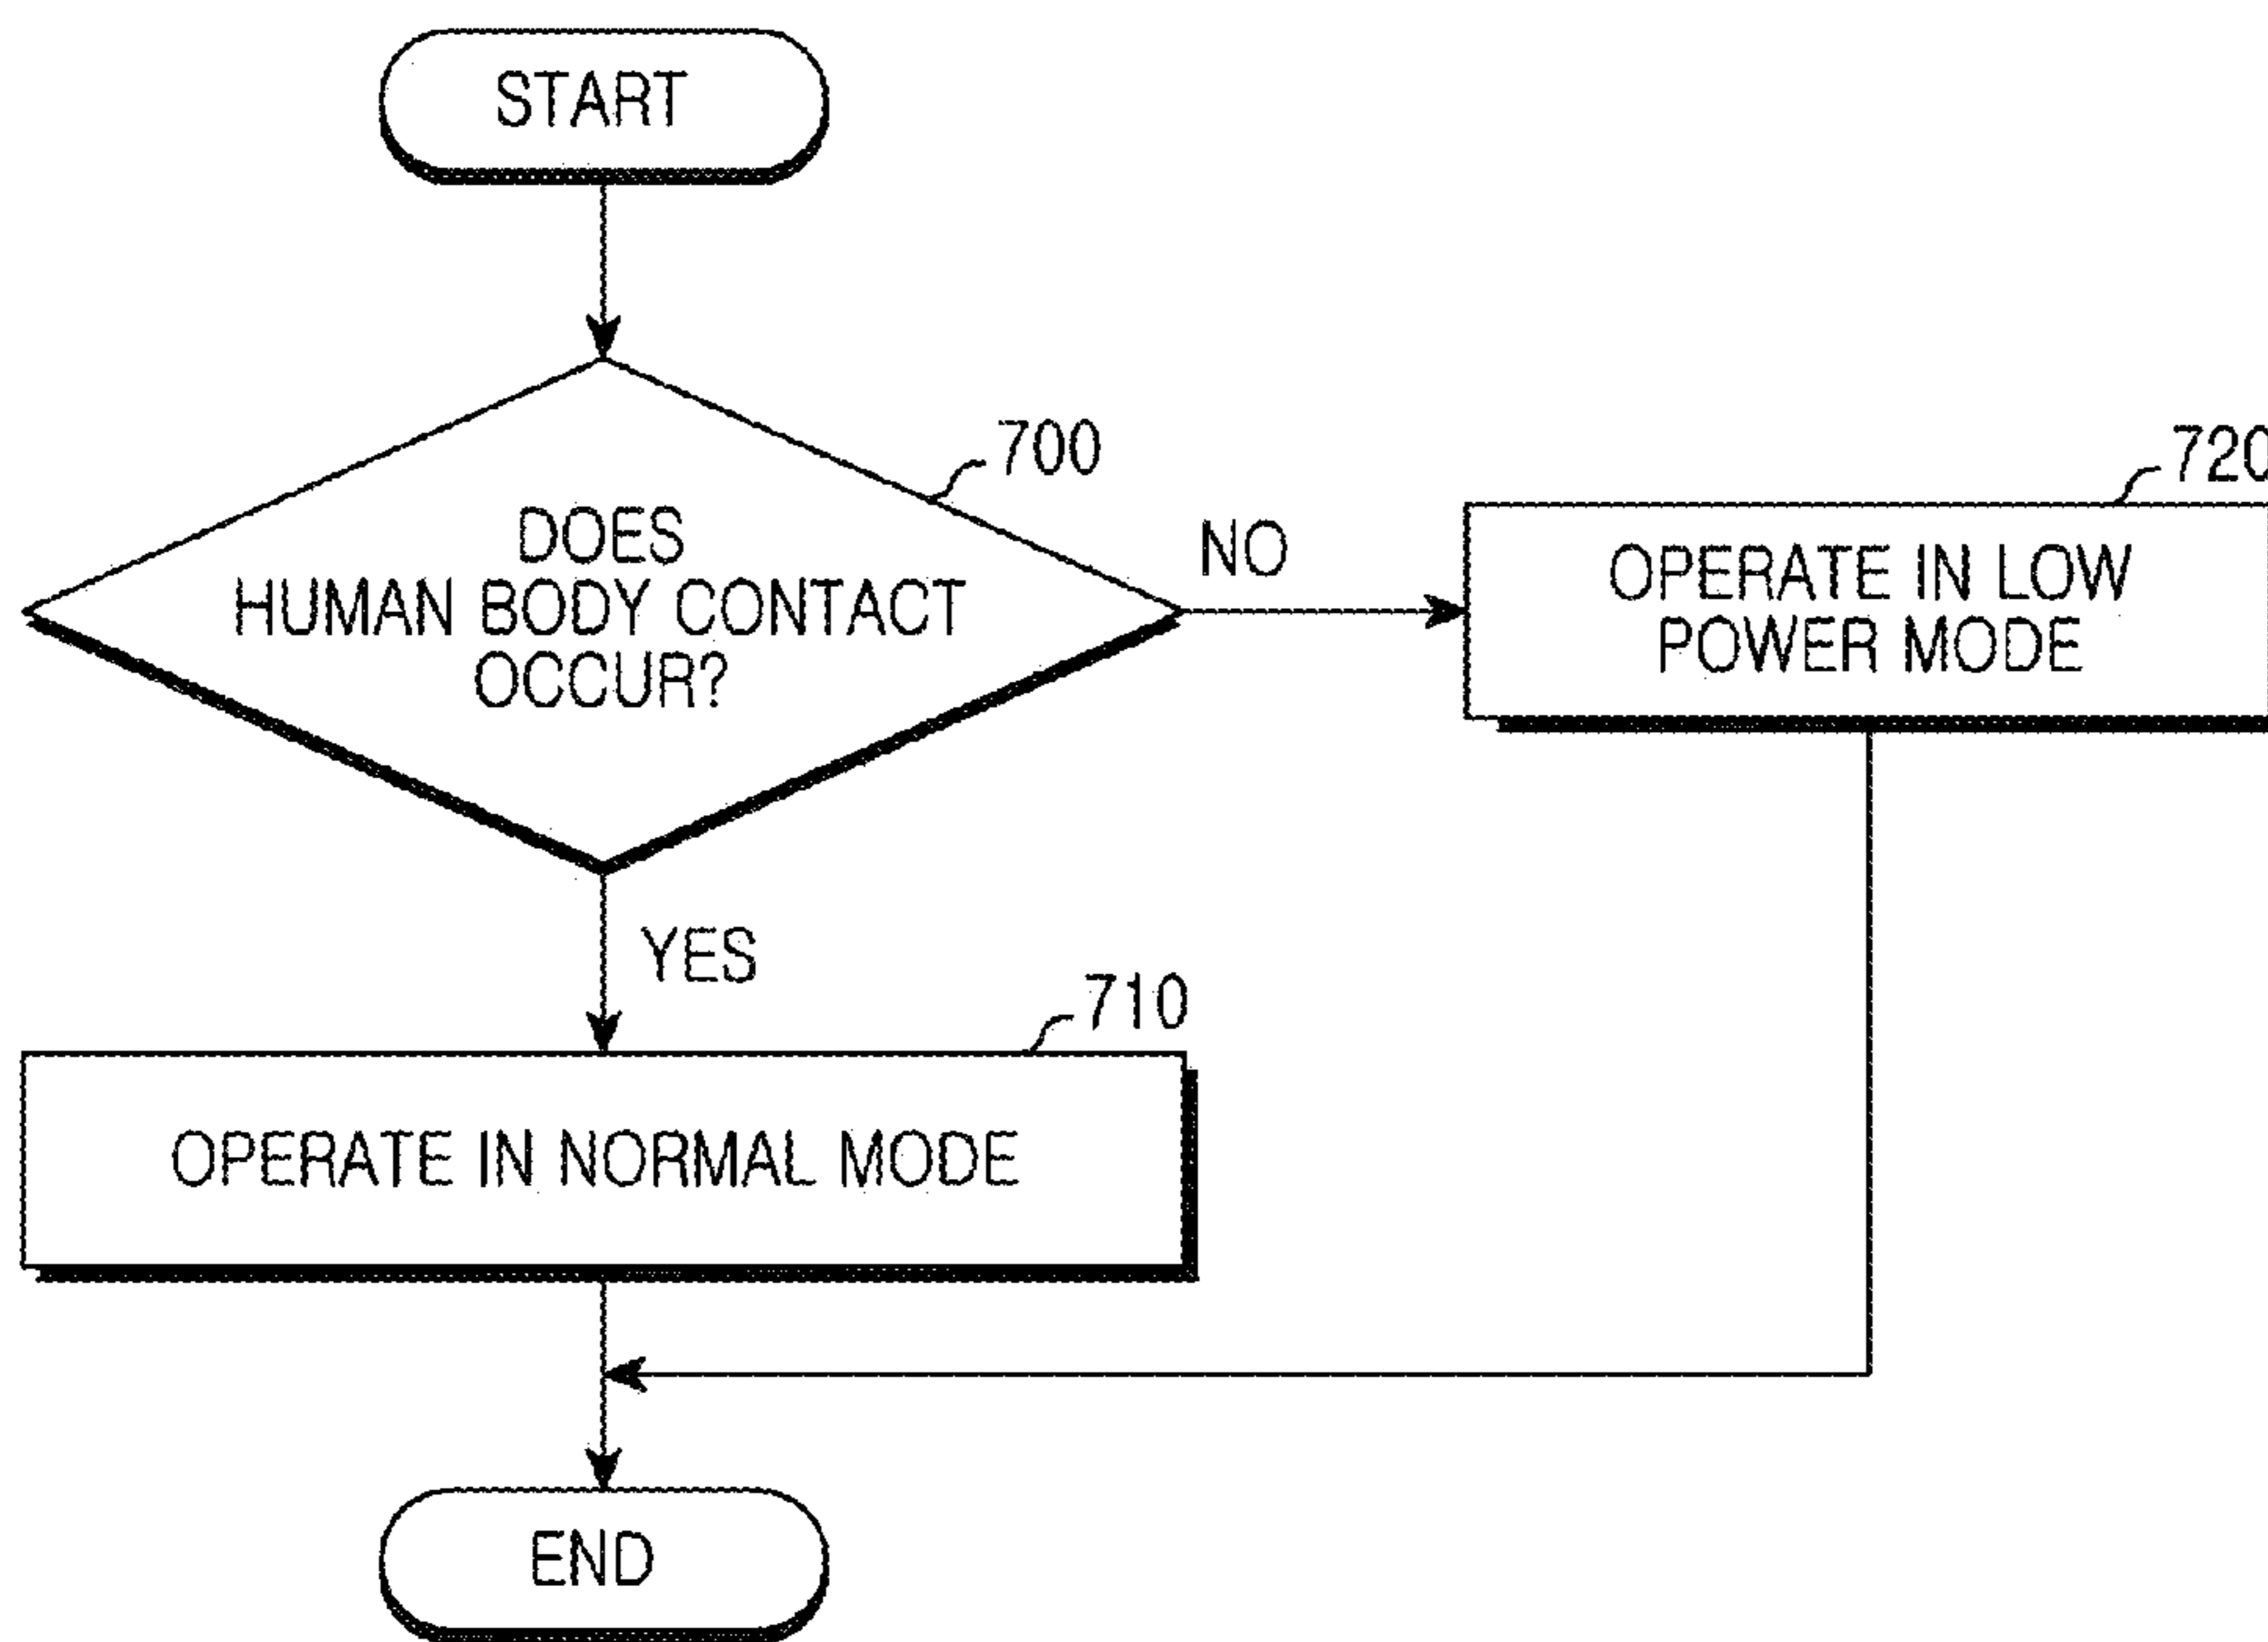 START
700
DOES
HUMAN BODY CONTACT
OCCUR?
NO
720
OPERATE IN LOW
POWER MODE
YES
710
OPERATE IN NORMAL MODE
END